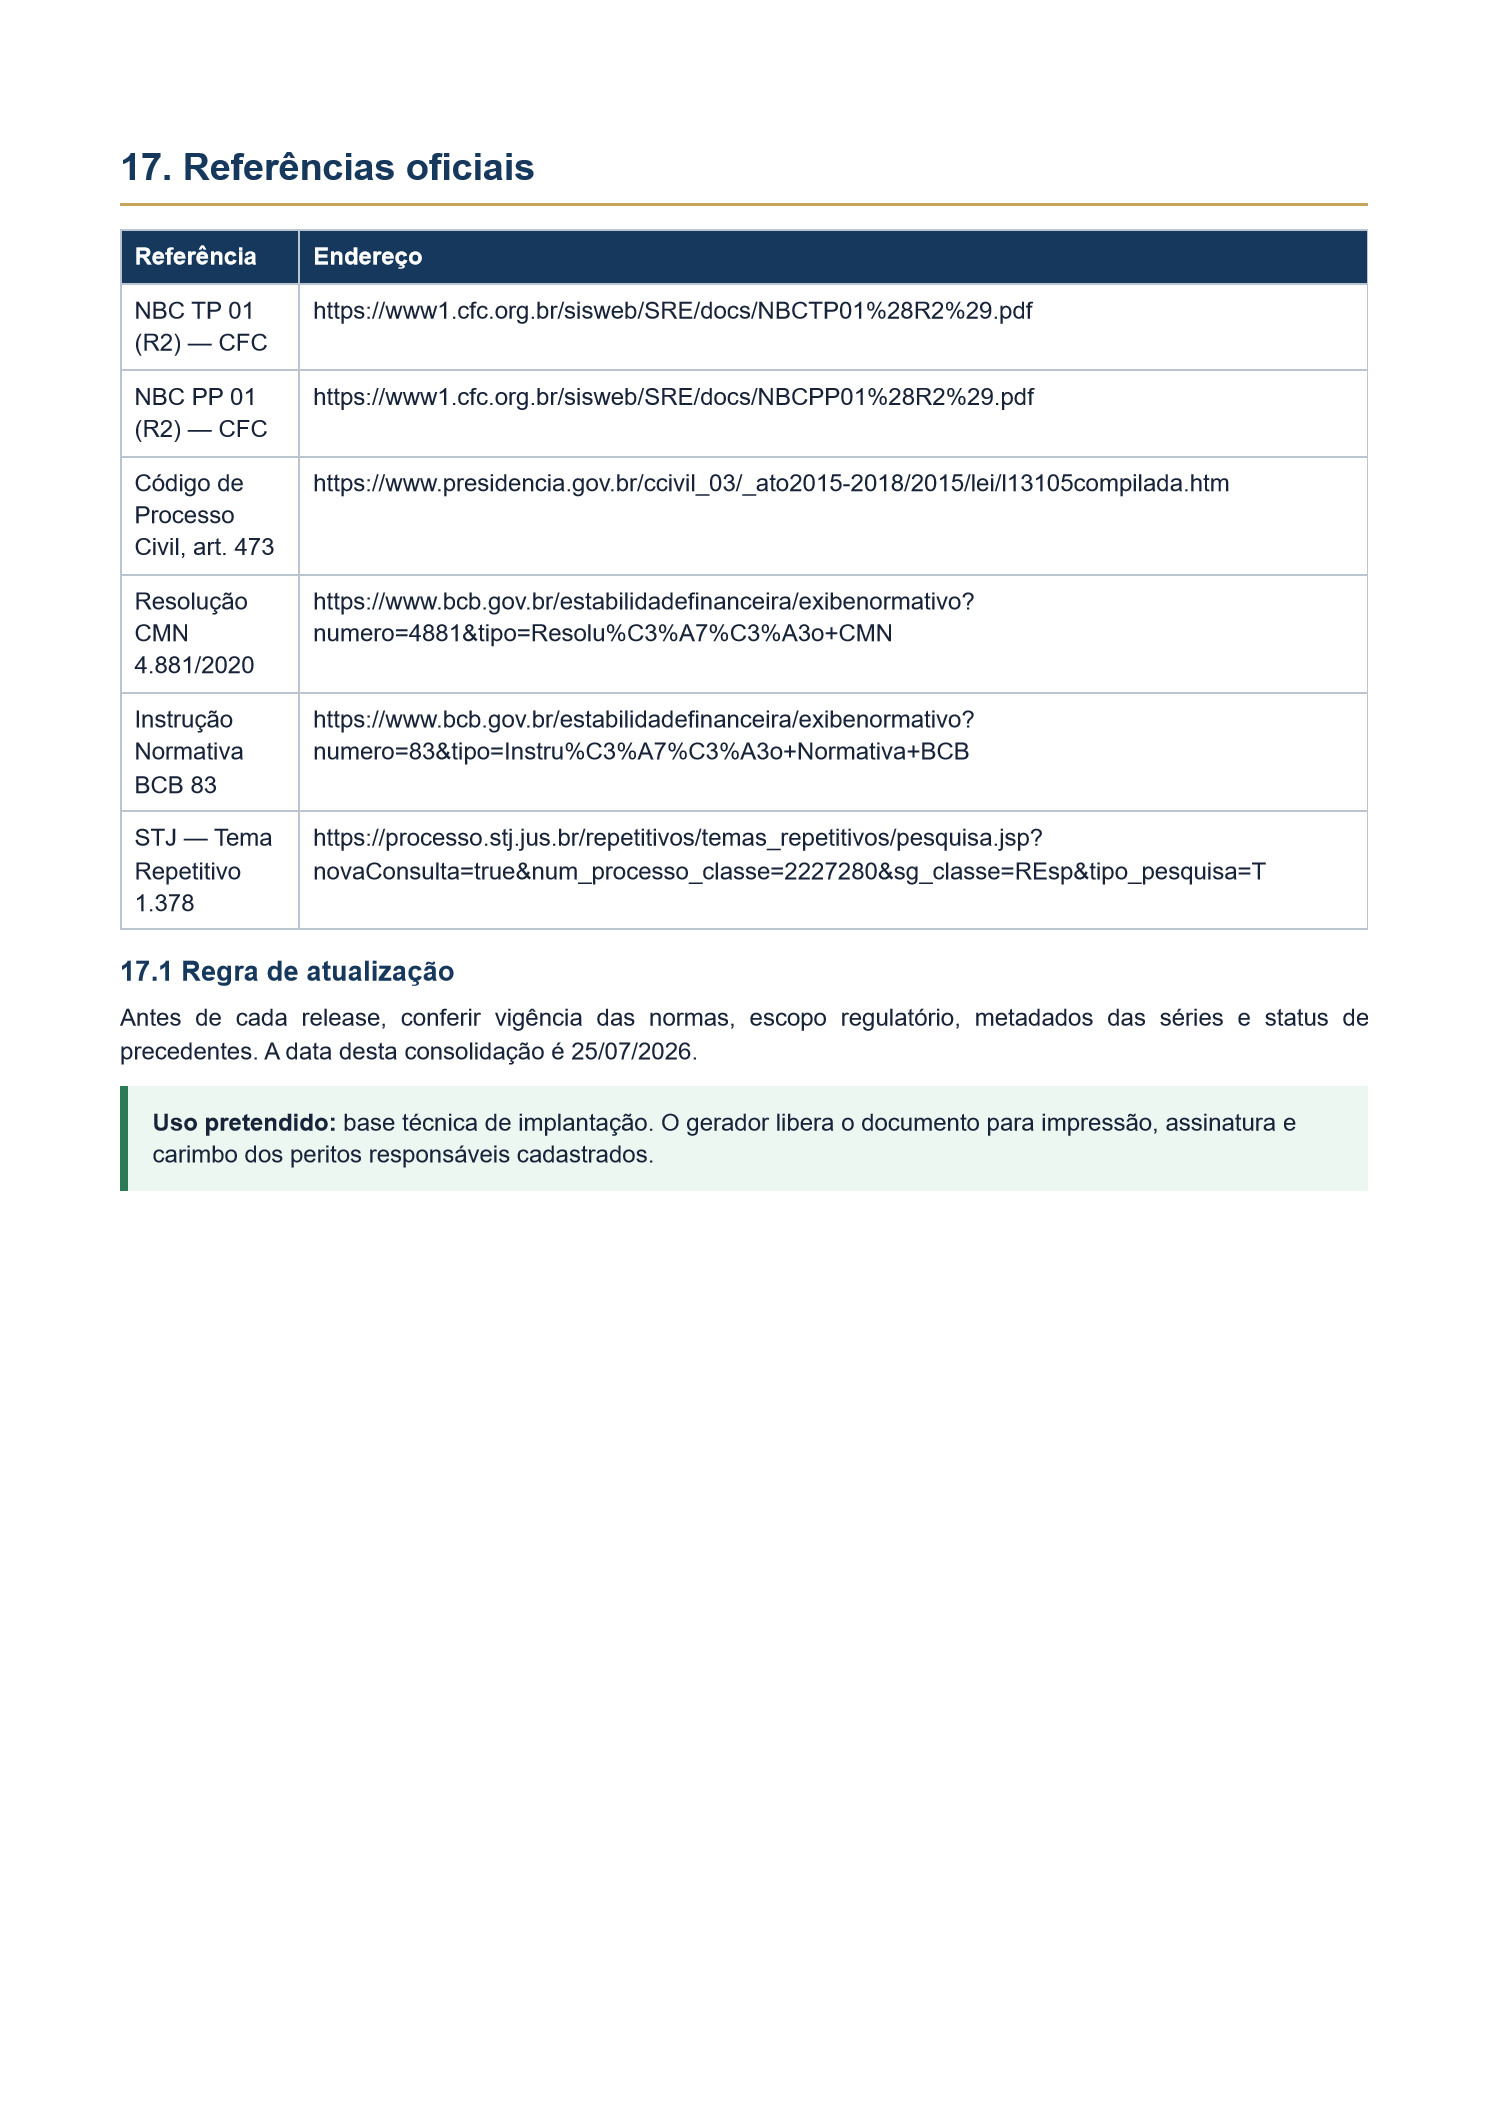 17. Referências oficiais
Referência Endereço
NBC TP 01 https://www1.cfc.org.br/sisweb/SRE/docs/NBCTP01%28R2%29.pdf
(R2) — CFC
NBC PP 01 https://www1.cfc.org.br/sisweb/SRE/docs/NBCPP01%28R2%29.pdf
(R2) — CFC
Código de https://www.presidencia.gov.br/ccivil_03/_ato2015-2018/2015/lei/l13105compilada.htm
Processo
Civil, art. 473
Resolução https://www.bcb.gov.br/estabilidadefinanceira/exibenormativo?
CMN numero=4881&tipo=Resolu%C3%A7%C3%A3o+CMN
4.881/2020
Instrução https://www.bcb.gov.br/estabilidadefinanceira/exibenormativo?
Normativa numero=83&tipo=Instru%C3%A7%C3%A3o+Normativa+BCB
BCB 83
STJ — Tema https://processo.stj.jus.br/repetitivos/temas_repetitivos/pesquisa.jsp?
Repetitivo novaConsulta=true&num_processo_classe=2227280&sg_classe=REsp&tipo_pesquisa=T
1.378
17.1 Regra de atualização
Antes de cada release, conferir vigência das normas, escopo regulatório, metadados das séries e status de
precedentes. A data desta consolidação é 25/07/2026.
Uso pretendido: base técnica de implantação. O gerador libera o documento para impressão, assinatura e
carimbo dos peritos responsáveis cadastrados.